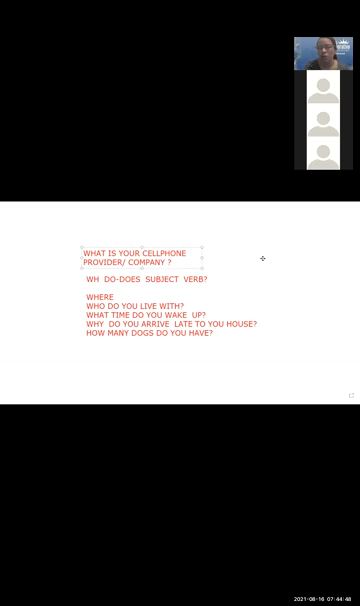 WHAT IS YOUR CELLPHONE
PROVIDER/ COMPANY ?
WH DO-DOES SUBJECT VERB?
WHERE
WHO DO YOU LIVE WITH?
WHAT TIME DO YOU WAKE UP?
WHY DO YOU ARRIVE LATE TO YOU HOUSE?
HOW MANY DOGS DO YOU HAVE?
2021-08-16 07:44:48